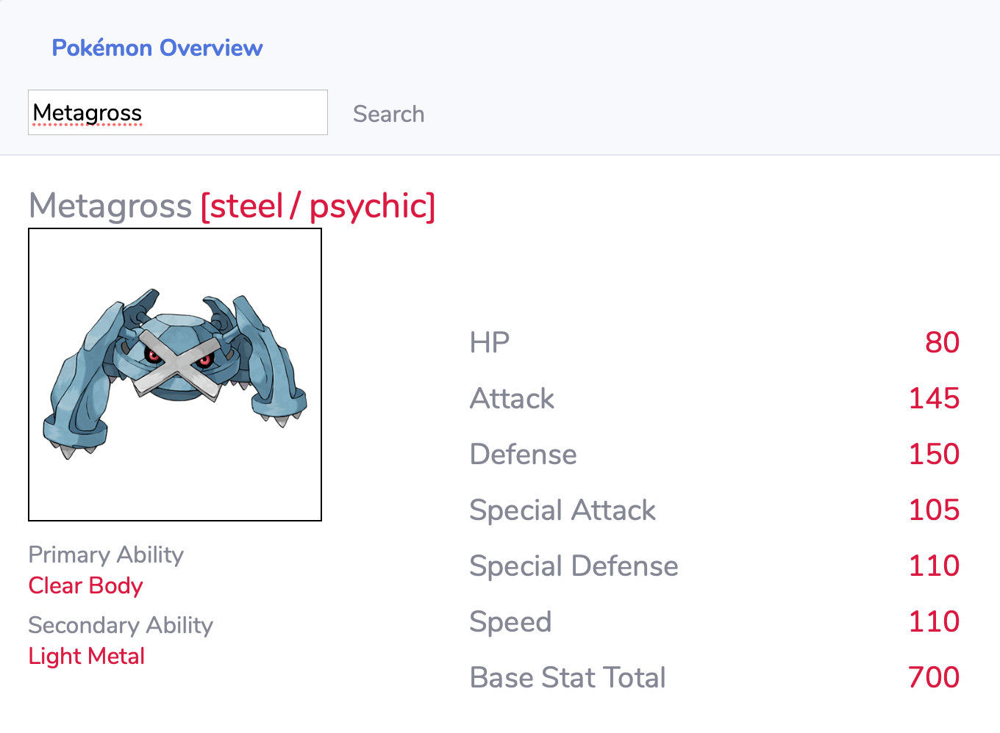 Pokémon Overview
Metagross
Search
Metagross [steel / psychic]
Primary Ability
Clear Body
Secondary Ability
Light Metal
HP 80
Attack 145
Defense 150
Special Attack 105
Special Defense 110
Speed 110
Base Stat Total 700